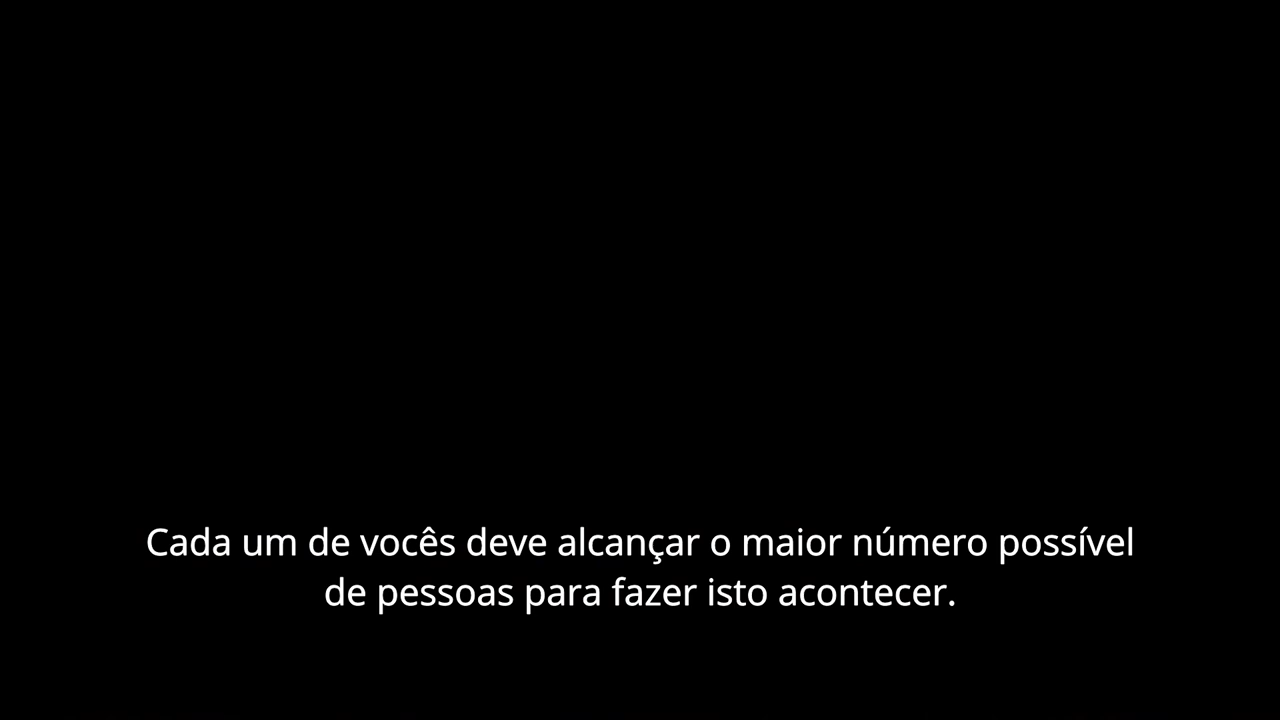 Cada um de vocês deve alcançar o maior número possível
de pessoas para fazer isto acontecer.